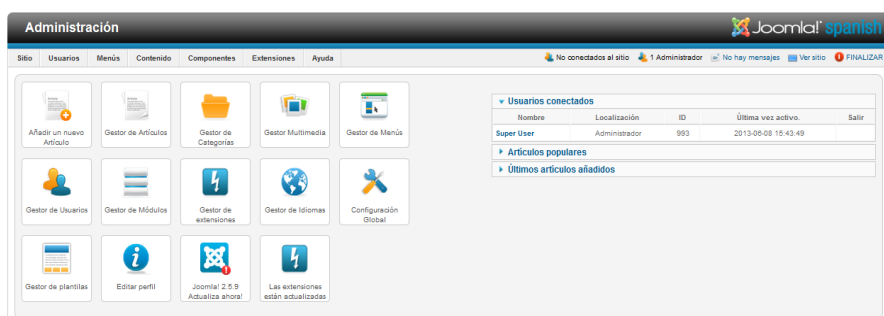 Administración
Joomla! spanish
Sitio Usuarios Menús Contenido Componentes Extensiones Ayuda
No conectados al sitio 1 Administrador No hay mensajes Ver sitio FINALIZAR
Añadir un nuevo Artículo
Gestor de Artículos
Gestor de Categorías
Gestor Multimedia
Gestor de Menús
Gestor de Usuarios
Gestor de Módulos
Gestor de extensiones
Gestor de Idiomas
Configuración Global
Gestor de plantilas
Editar perfil
Joomla! 2.5.9 Actualiza ahora!
Las extensiones están actualizadas
Usuarios conectados
Nombre Localización ID Última vez activo. Salir
Super User Administrador 993 2013-06-08 15:43:49
Artículos populares
Últimos artículos añadidos